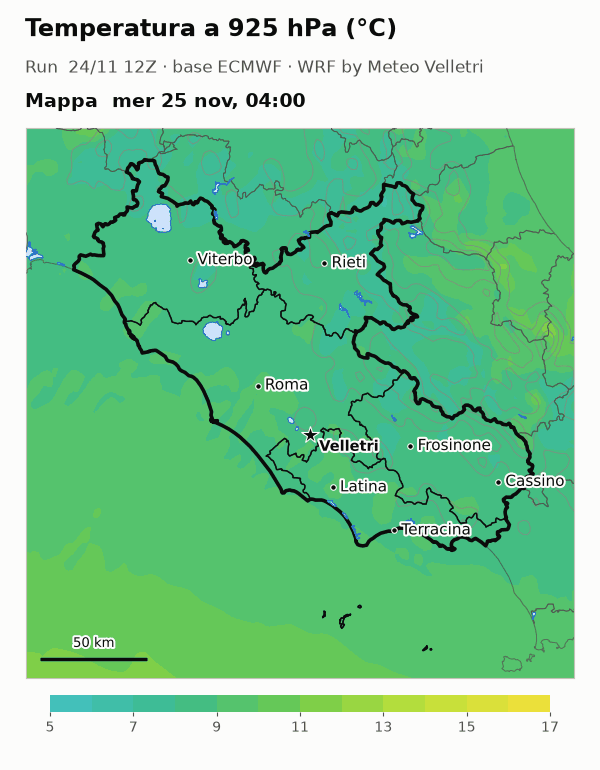 Temperatura a 925 hPa (°C)
Run  24/11 12Z · base ECMWF · WRF by Meteo Velletri
Mappa  mer 25 nov, 04:00
Viterbo
Rieti
Roma
Velletri
Frosinone
Cassino
Latina
Terracina
50 km
5 7 9 11 13 15 17